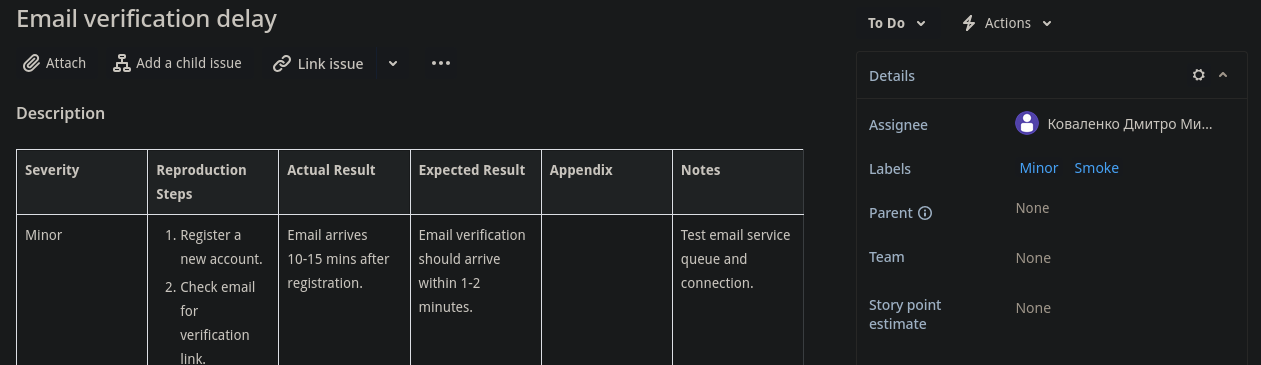 Email verification delay
To Do
Actions
Attach
Add a child issue
Link issue
Description
Severity
Reproduction
Steps
Actual Result
Expected Result
Appendix
Notes
Minor
1. Register a
new account.
2. Check email
for
verification
link.
Email arrives
10-15 mins after
registration.
Email verification
should arrive
within 1-2
minutes.
Test email service
queue and
connection.
Details
Assignee
Коваленко Дмитро Ми...
Labels
Minor Smoke
Parent
None
Team
None
Story point
estimate
None